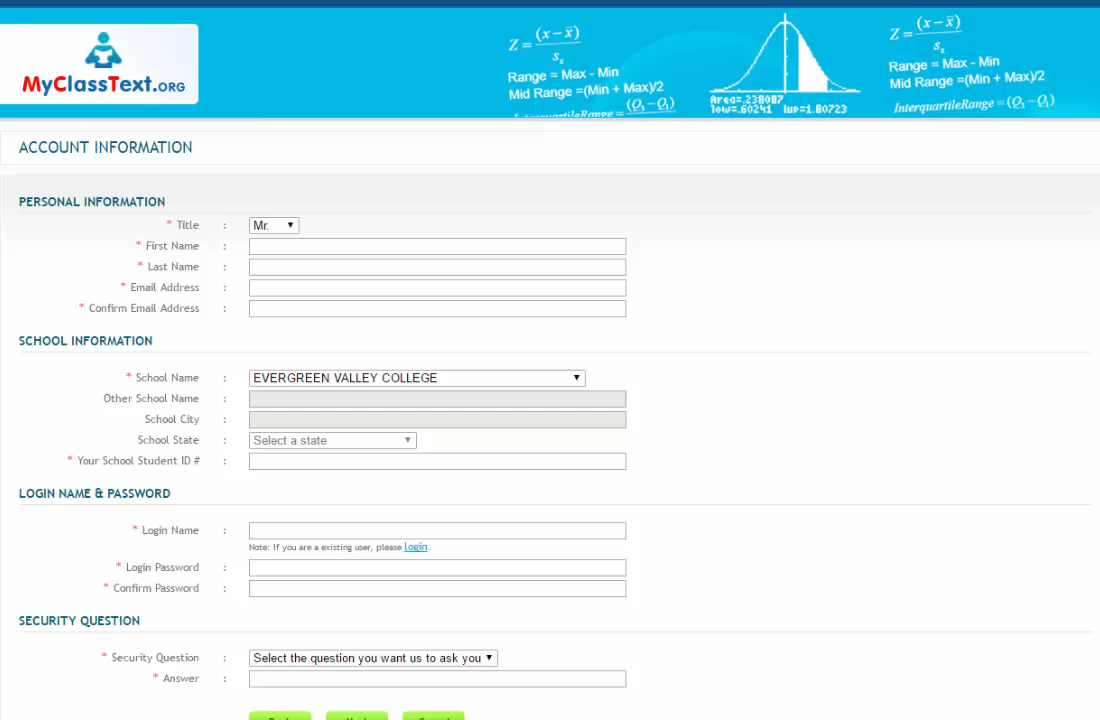 MyClassText.ORG
Z = (x-x̄)/sₓ
Range = Max - Min
Mid Range =(Min + Max)/2
InterquartileRange = (Q₃-Q₁)
Area=.238087
low=.60241 up=1.80723
Z = (x-x̄)/sₓ
Range = Max - Min
Mid Range =(Min + Max)/2
InterquartileRange = (Q₃-Q₁)
ACCOUNT INFORMATION
PERSONAL INFORMATION
* Title : Mr.
* First Name :
* Last Name :
* Email Address :
* Confirm Email Address :
SCHOOL INFORMATION
* School Name : EVERGREEN VALLEY COLLEGE
Other School Name :
School City :
School State : Select a state
* Your School Student ID # :
LOGIN NAME & PASSWORD
* Login Name :
Note: If you are a existing user, please login.
* Login Password :
* Confirm Password :
SECURITY QUESTION
* Security Question : Select the question you want us to ask you
* Answer :